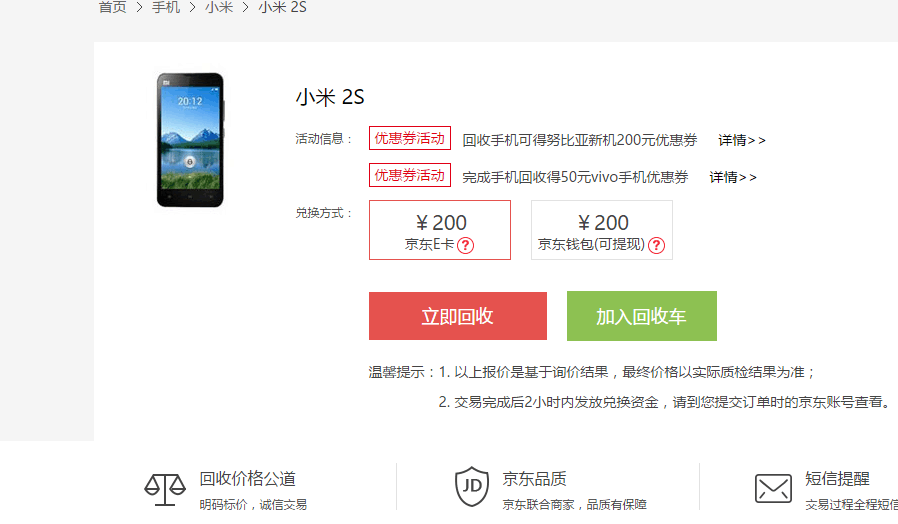 首页 > 手机 > 小米 > 小米 2S
20:12
小米 2S
活动信息： 优惠券活动 回收手机可得努比亚新机200元优惠券 详情>>
优惠券活动 完成手机回收得50元vivo手机优惠券 详情>>
兑换方式： ¥200 ¥200
京东E卡? 京东钱包(可提现)?
立即回收 加入回收车
温馨提示：1. 以上报价是基于询价结果，最终价格以实际质检结果为准；
2. 交易完成后2小时内发放兑换资金，请到您提交订单时的京东账号查看。
回收价格公道 JD 京东品质 短信提醒
明码标价，诚信交易 京东联合商家，品质有保障 交易过程全程短信